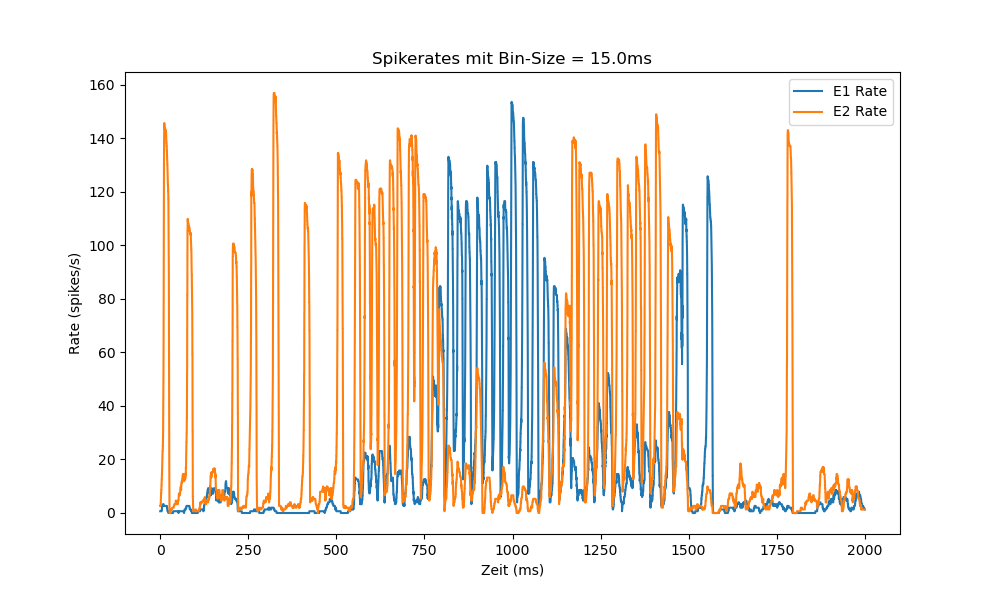 Spikerates mit Bin-Size = 15.0ms
E1 Rate
E2 Rate
160
140
120
100
80
60
40
20
0
Rate (spikes/s)
0 250 500 750 1000 1250 1500 1750 2000
Zeit (ms)